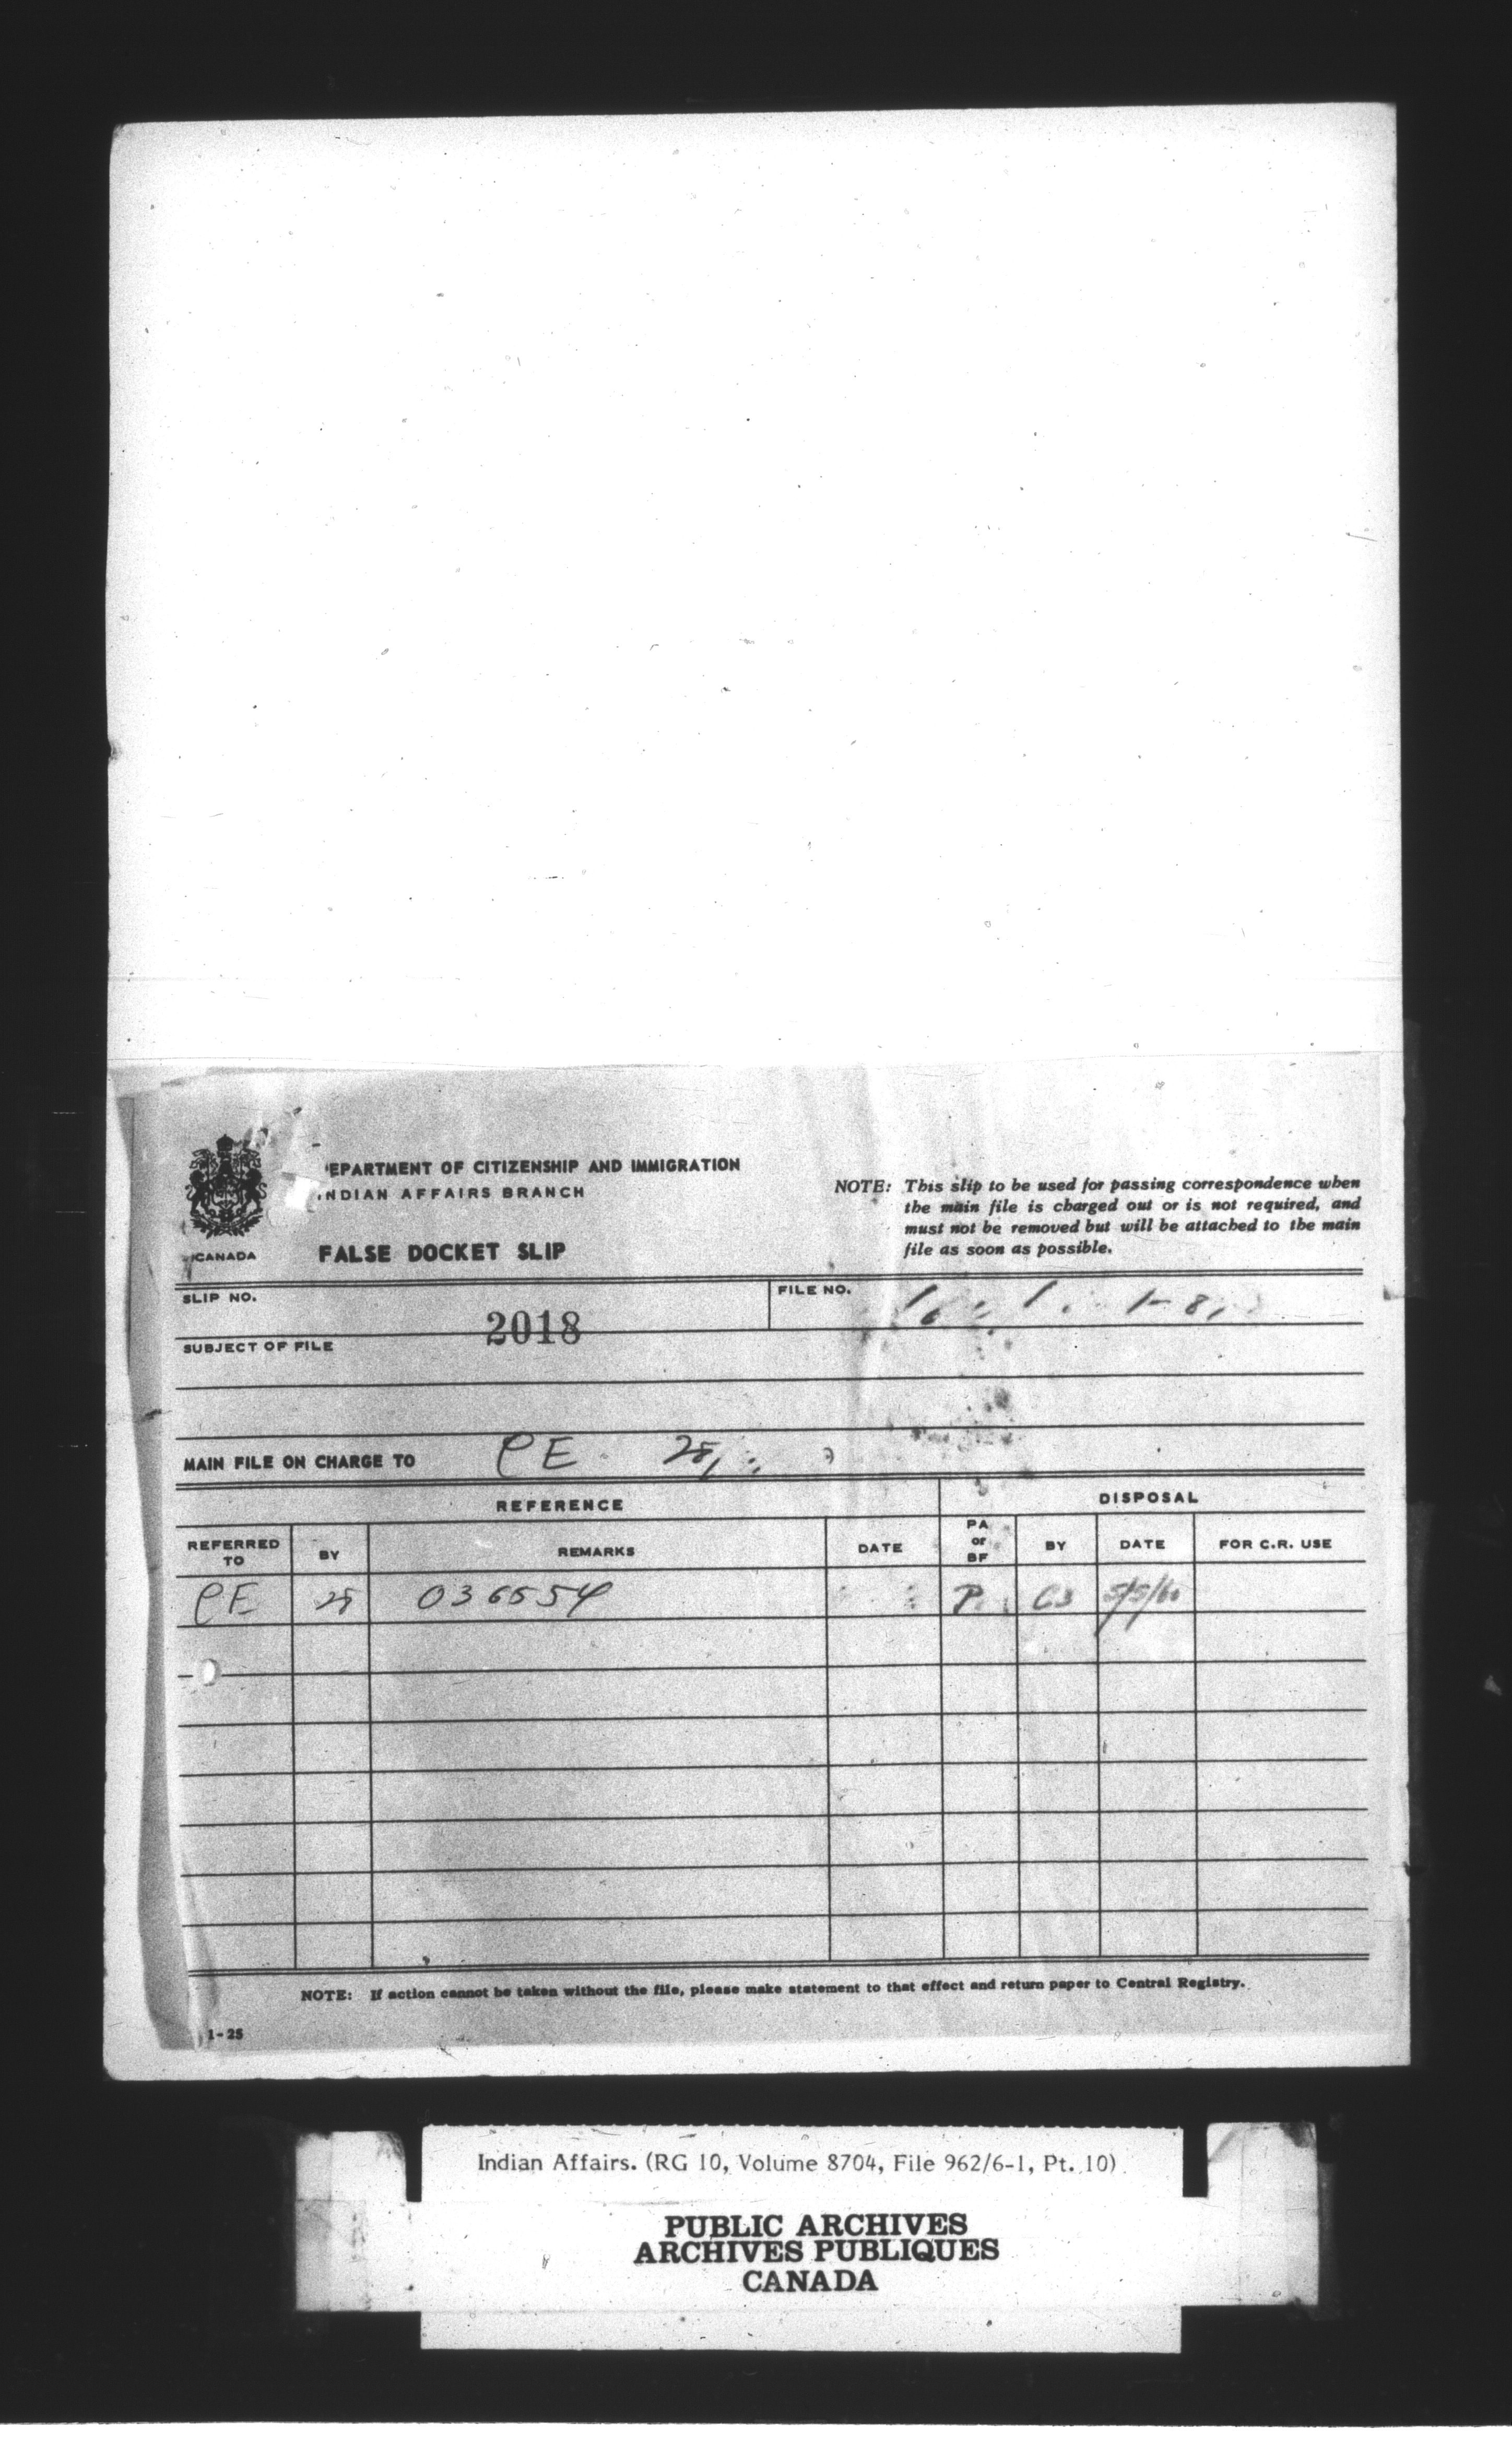 EPARTMENT OF CITIZENSHIP AND IMMIGRATION
INDIAN AFFAIRS BRANCH
CANADA
FALSE DOCKET SLIP
NOTE: This slip to be used for passing correspondence when
the main file is charged out or is not required, and
must not be removed but will be attached to the main
file as soon as possible.
SLIP NO. 2018 FILE NO.
SUBJECT OF FILE
MAIN FILE ON CHARGE TO PE
REFERENCE DISPOSAL
REFERRED TO BY REMARKS DATE PA or BF BY DATE FOR C.R. USE
PE 28 036554 P. 5/5/60
NOTE: If action cannot be taken without the file, please make statement to that effect and return paper to Central Registry.
1-25
Indian Affairs. (RG 10, Volume 8704, File 962/6-1, Pt. 10)
PUBLIC ARCHIVES
ARCHIVES PUBLIQUES
CANADA